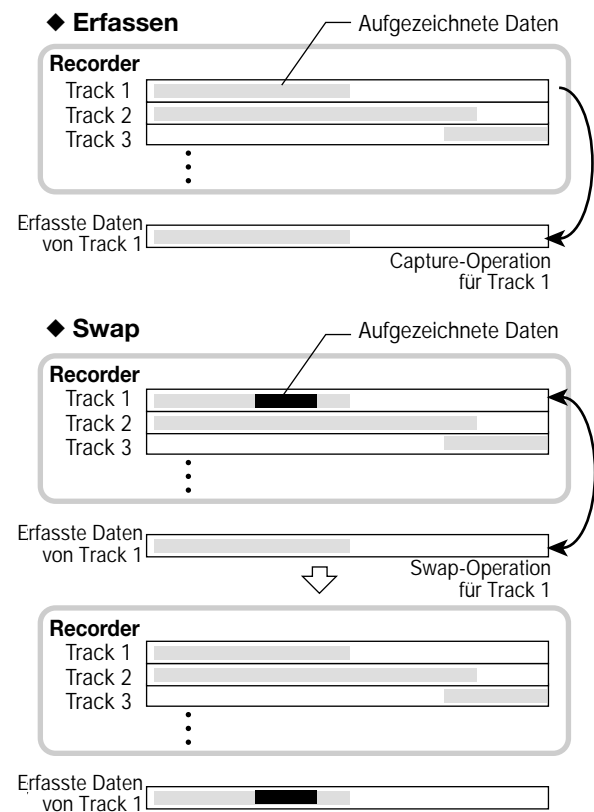 ◆ Erfassen
Aufgezeichnete Daten
Recorder
Track 1
Track 2
Track 3
Erfasste Daten
von Track 1
Capture-Operation
für Track 1
◆ Swap
Aufgezeichnete Daten
Recorder
Track 1
Track 2
Track 3
Erfasste Daten
von Track 1
Swap-Operation
für Track 1
Recorder
Track 1
Track 2
Track 3
Erfasste Daten
von Track 1